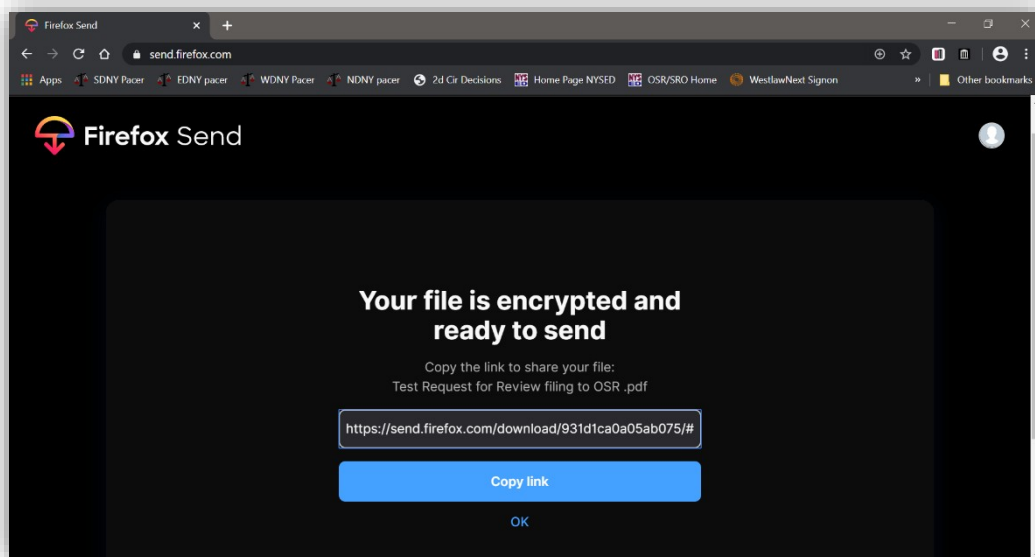 Firefox Send
send.firefox.com
Apps SDNY Pacer EDNY pacer WDNY Pacer NDNY pacer 2d Cir Decisions Home Page NYSED OSR/SRO Home WestlawNext Signon » Other bookmarks
Firefox Send
Your file is encrypted and
ready to send
Copy the link to share your file:
Test Request for Review filing to OSR .pdf
https://send.firefox.com/download/931d1ca0a05ab075/#
Copy link
OK